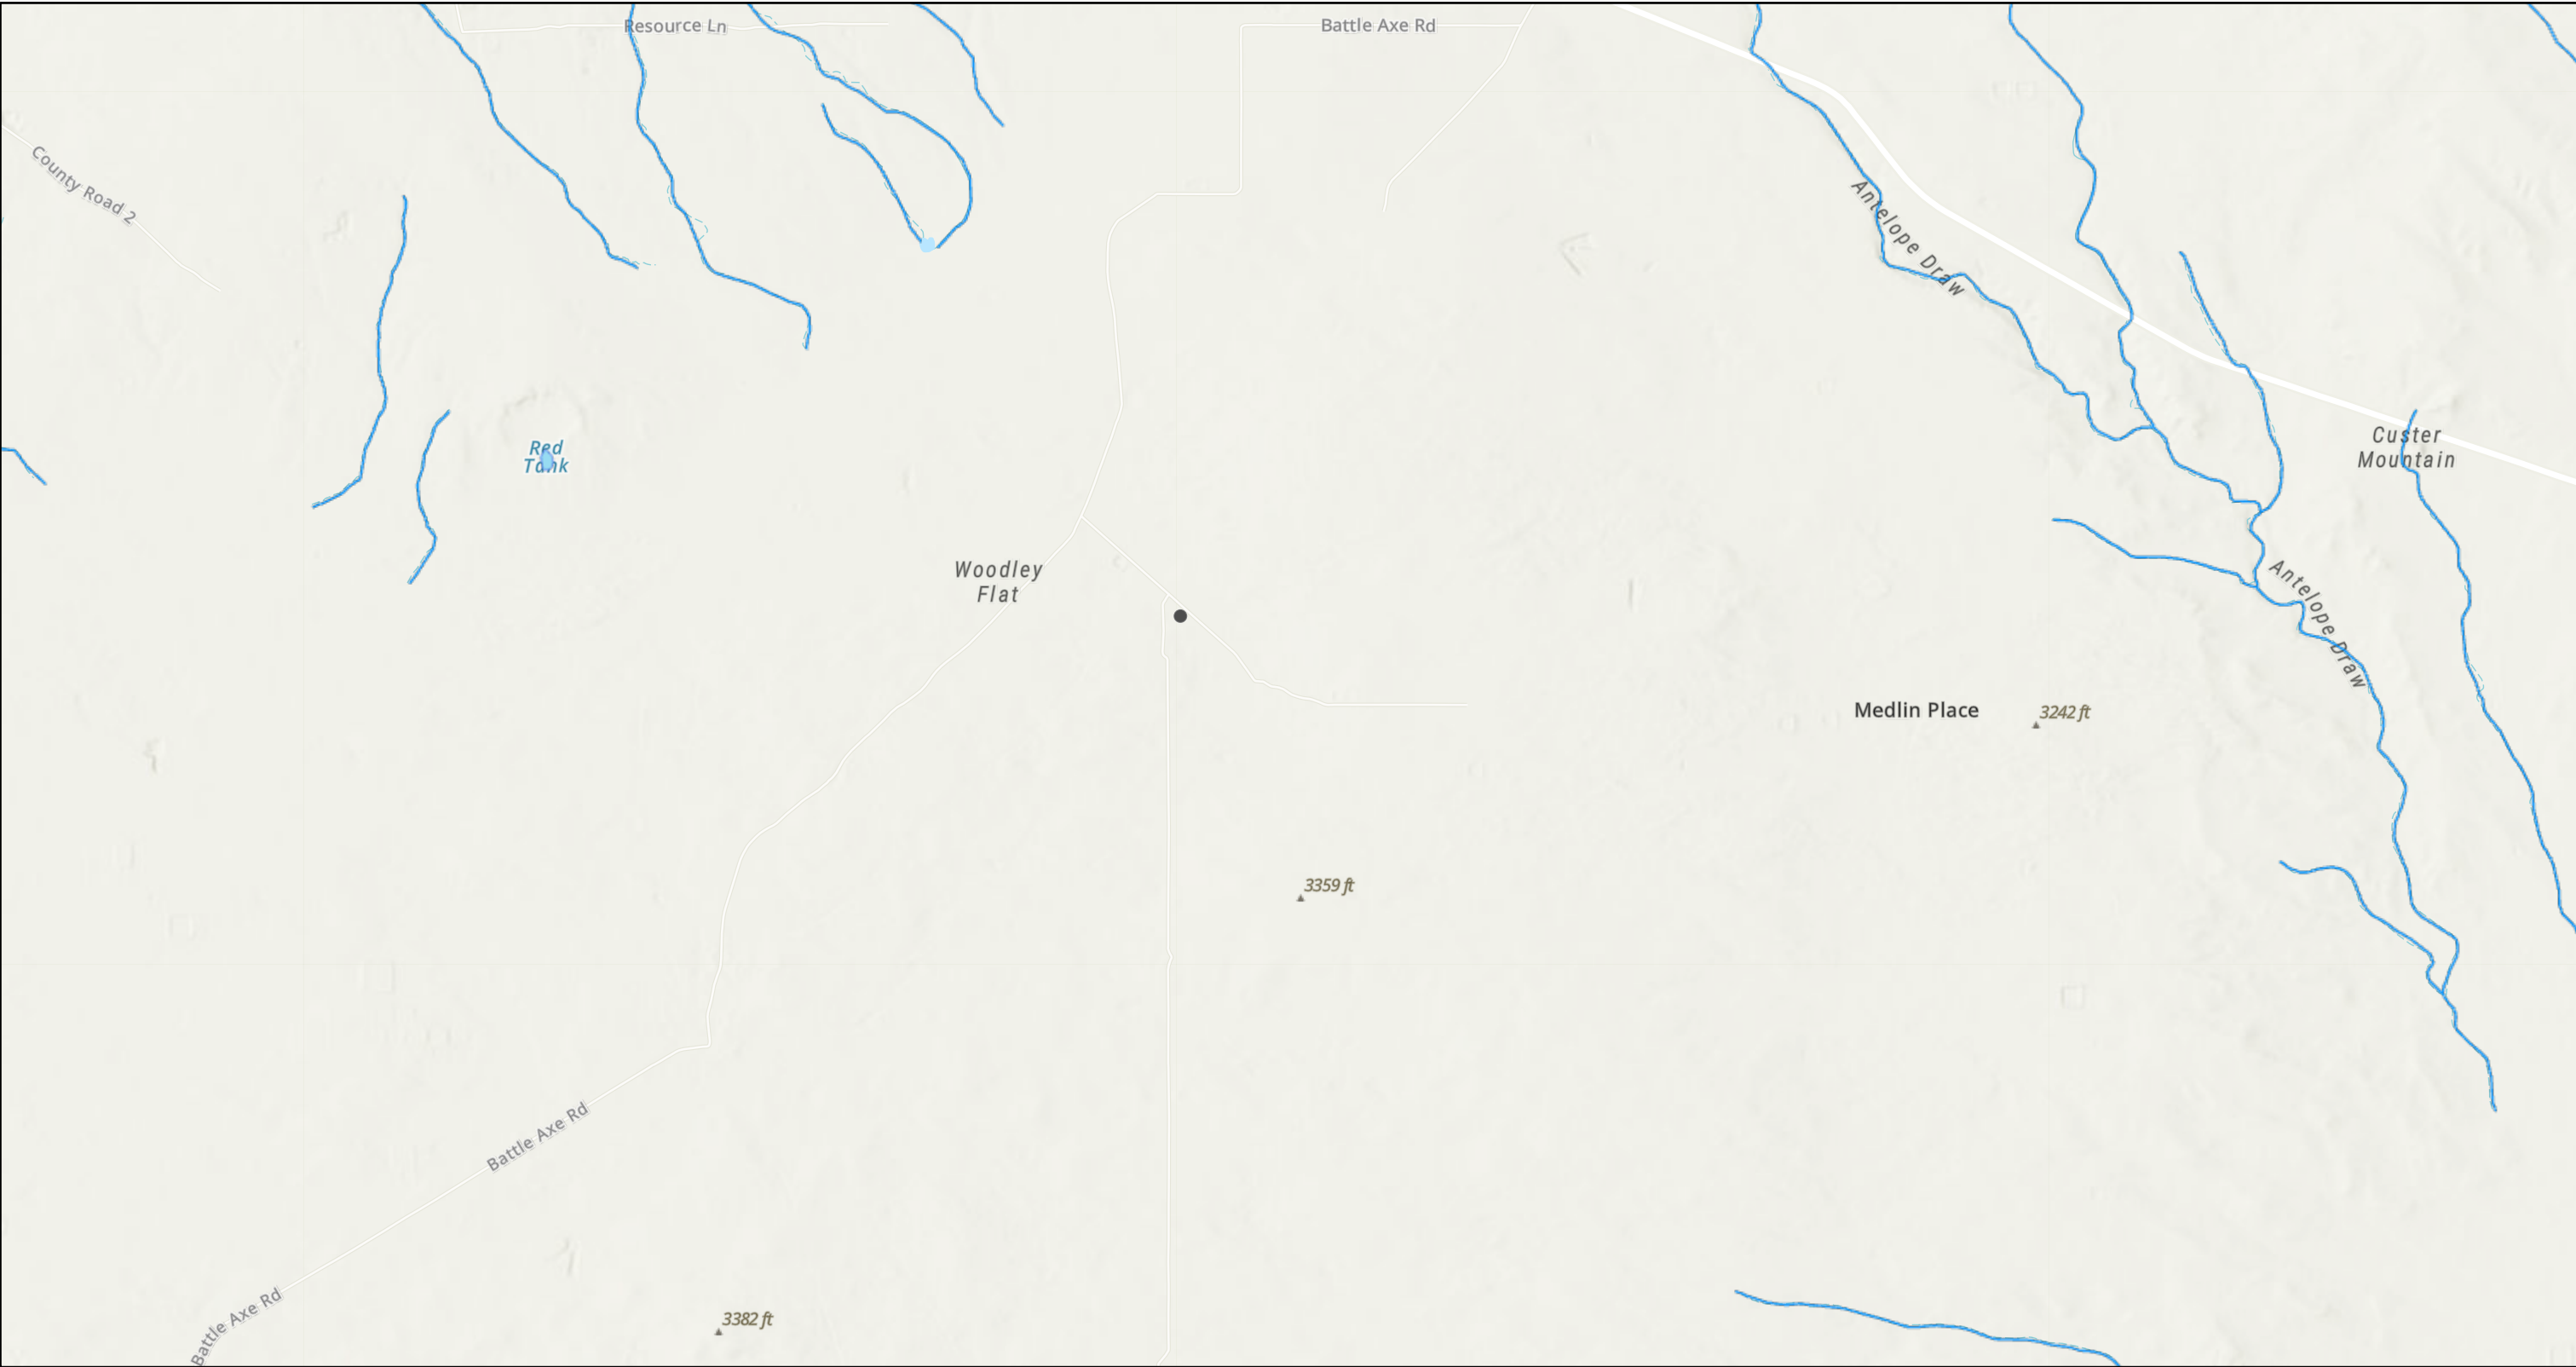 Resource Ln
Battle Axe Rd
County Road 2
Antelope Draw
Red
Tank
Custer
Mountain
Woodley
Flat
Antelope Draw
Medlin Place
3242 ft
3359 ft
Battle Axe Rd
Battle Axe Rd
3382 ft